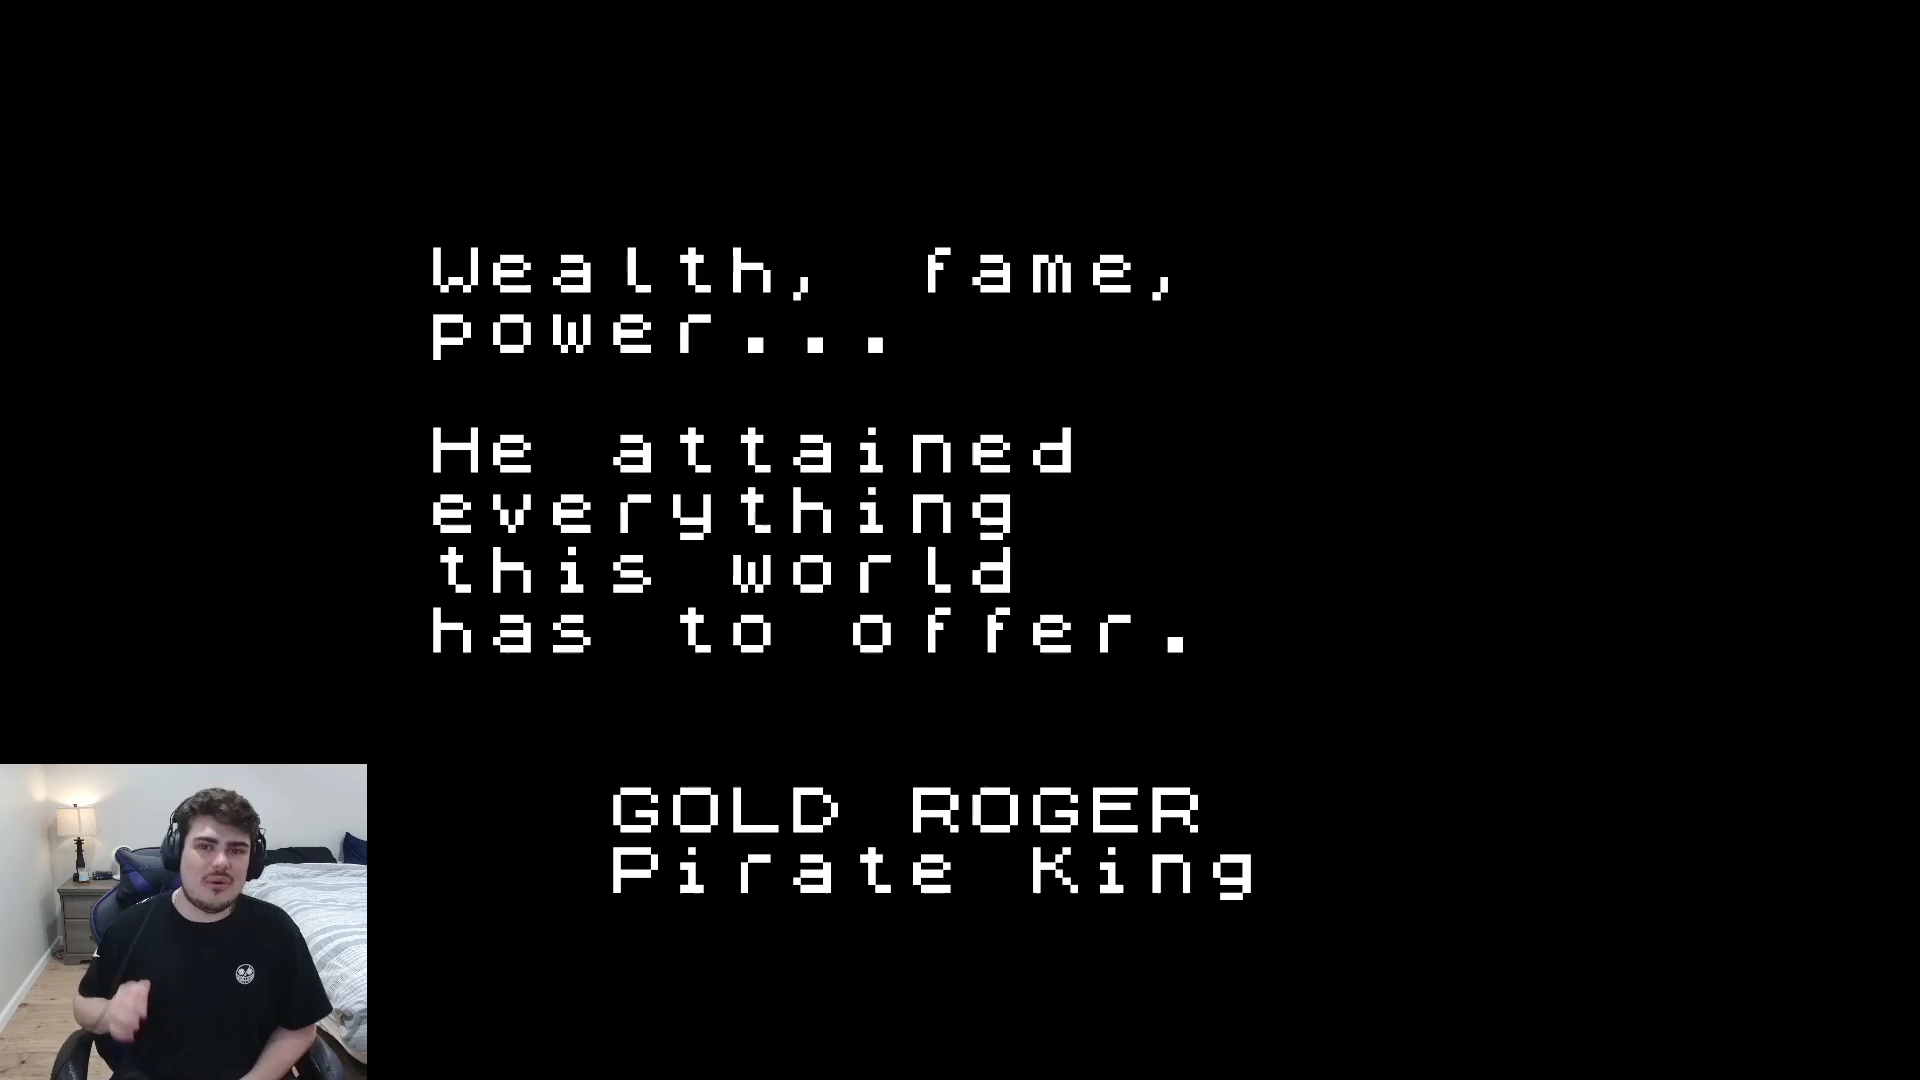 Wealth, fame,
power...
He attained
everything
this world
has to offer.
GOLD ROGER
Pirate King